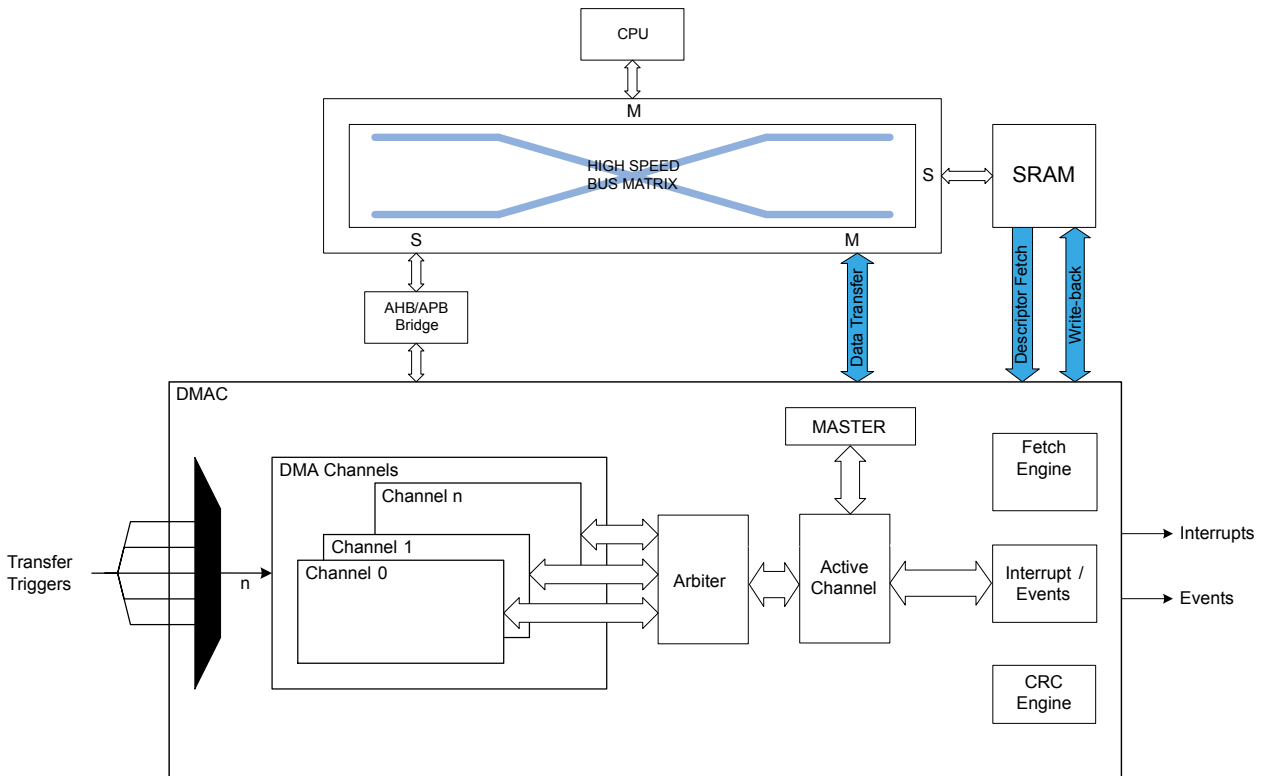 CPU
M
HIGH SPEED
BUS MATRIX
S
SRAM
S
M
AHB/APB
Bridge
Data Transfer
Descriptor Fetch
Write-back
DMAC
MASTER
Fetch
Engine
DMA Channels
Channel n
Channel 1
Channel 0
Transfer
Triggers
n
Arbiter
Active
Channel
Interrupt /
Events
Interrupts
Events
CRC
Engine